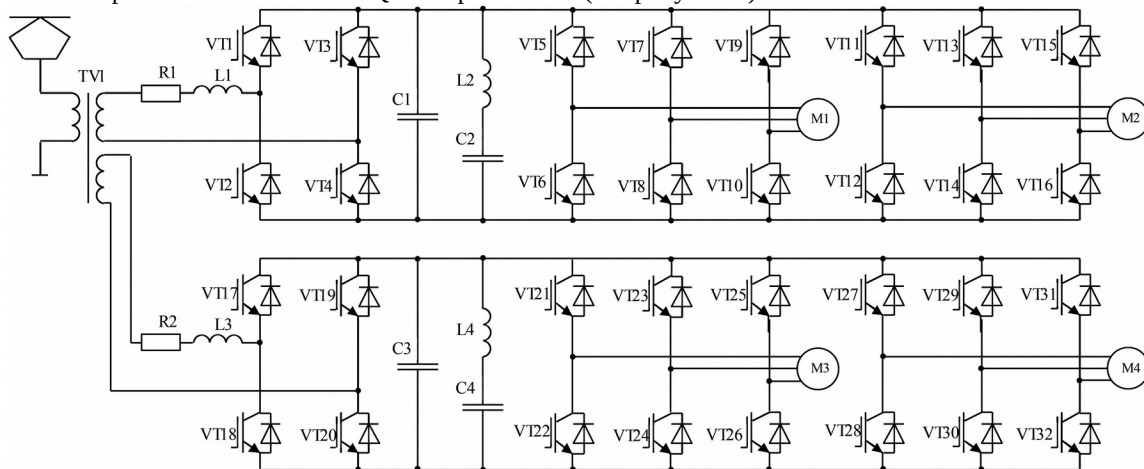 VT1 VT3 VT5 VT7 VT9 VT11 VT13 VT15
TV1 R1 L1 C1 L2 C2 M1 M2
VT2 VT4 VT6 VT8 VT10 VT12 VT14 VT16
VT17 VT19 VT21 VT23 VT25 VT27 VT29 VT31
R2 L3 C3 L4 C4 M3 M4
VT18 VT20 VT22 VT24 VT26 VT28 VT30 VT32